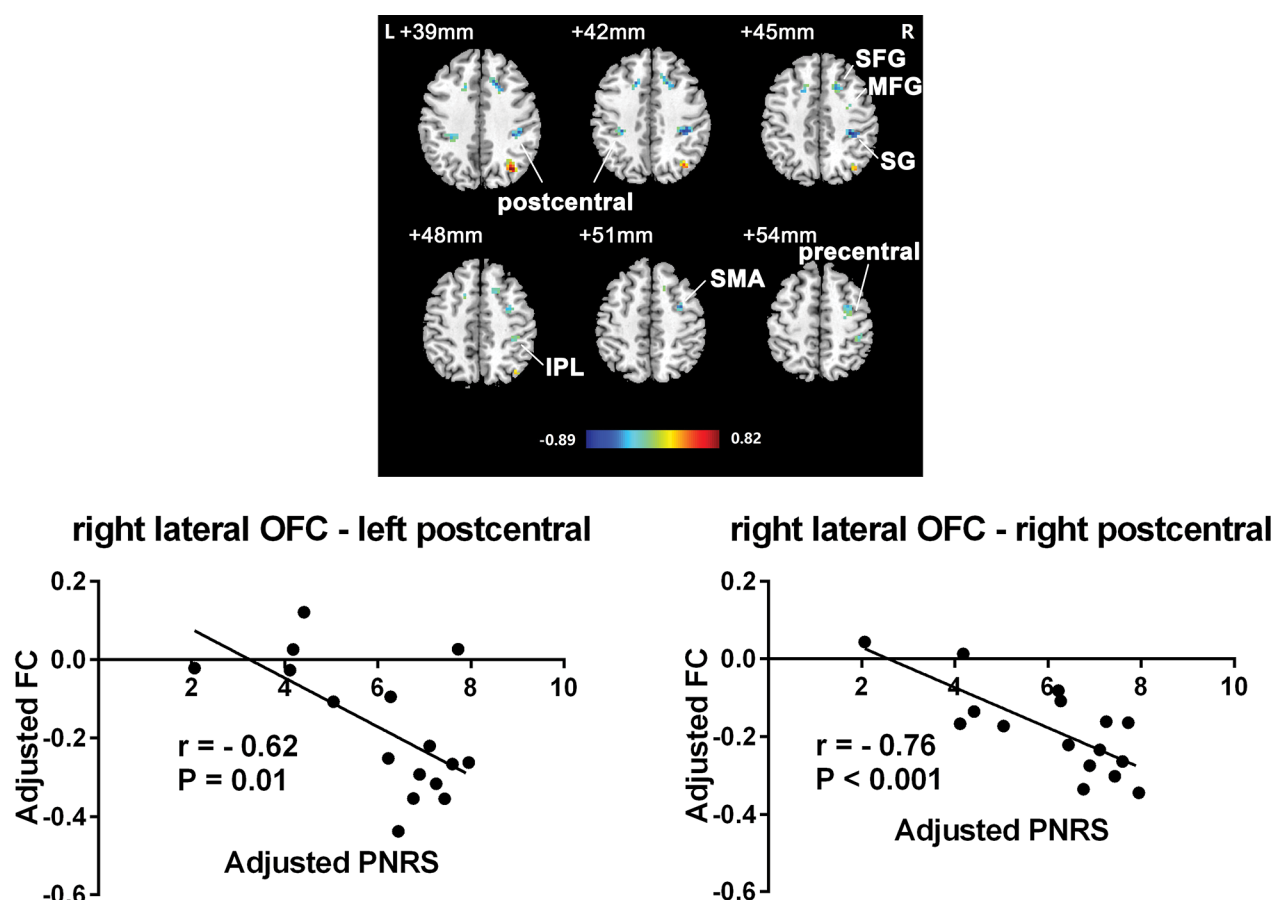 L +39mm +42mm +45mm R
SFG
MFG
SG
postcentral
+48mm +51mm +54mm
precentral
SMA
IPL
-0.89 0.82
right lateral OFC - left postcentral
0.2
0.0
-0.2
-0.4
-0.6
2 4 6 8 10
Adjusted FC
r = - 0.62
P = 0.01
Adjusted PNRS
right lateral OFC - right postcentral
0.2
0.0
-0.2
-0.4
-0.6
2 4 6 8 10
Adjusted FC
r = - 0.76
P < 0.001
Adjusted PNRS